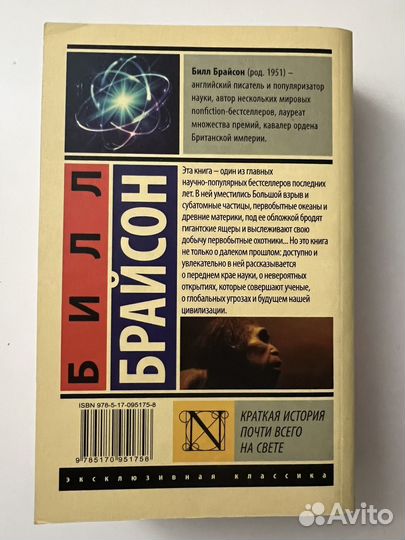 Билл Брайсон (род. 1951) –
английский писатель и популяризатор
науки, автор нескольких мировых
nonfiction-бестселлеров, лауреат
множества премий, кавалер ордена
Британской империи.
БИЛЛ
БРАЙСОН
Эта книга – один из главных
научно-популярных бестселлеров последних
лет. В ней уместились Большой взрыв и
субатомные частицы, первобытные океаны и
древние материки, под ее обложкой бродят
гигантские ящеры и выслеживают свою
добычу первобытные охотники... Но это книга
не только о далеком прошлом: доступно и
увлекательно в ней рассказывается
о переднем крае науки, о невероятных
открытиях, которые совершают ученые,
о глобальных угрозах и будущем нашей
цивилизации.
ISBN 978-5-17-095175-8
9 785170 951758
N
КРАТКАЯ ИСТОРИЯ
ПОЧТИ ВСЕГО
НА СВЕТЕ
эксклюзивная классика
Avito